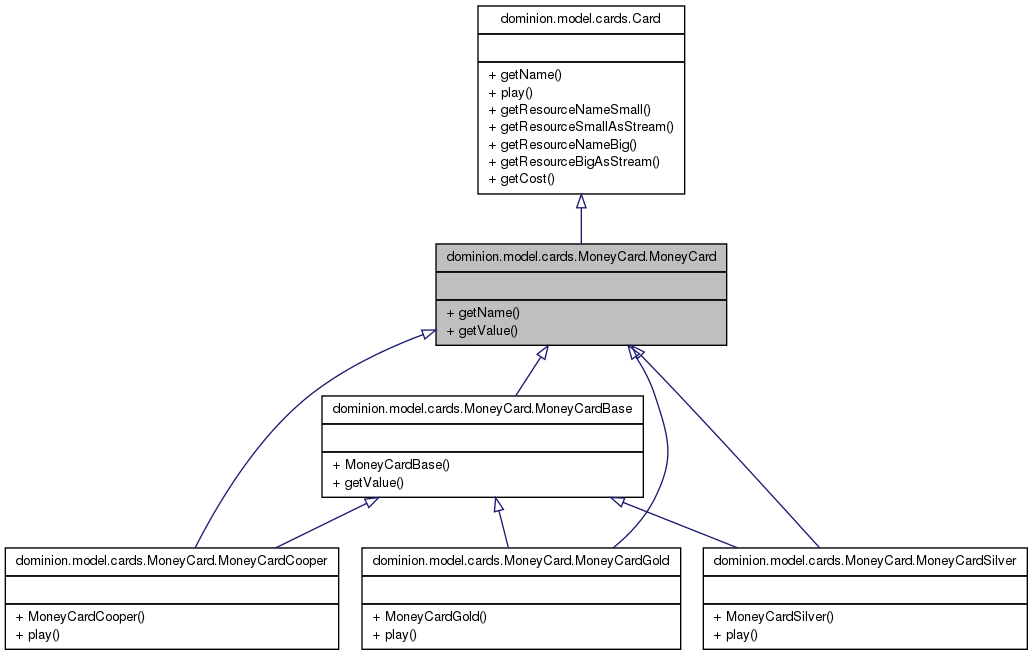 dominion.model.cards.Card
+ getName()
+ play()
+ getResourceNameSmall()
+ getResourceSmallAsStream()
+ getResourceNameBig()
+ getResourceBigAsStream()
+ getCost()
dominion.model.cards.MoneyCard.MoneyCard
+ getName()
+ getValue()
dominion.model.cards.MoneyCard.MoneyCardBase
+ MoneyCardBase()
+ getValue()
dominion.model.cards.MoneyCard.MoneyCardCooper
+ MoneyCardCooper()
+ play()
dominion.model.cards.MoneyCard.MoneyCardGold
+ MoneyCardGold()
+ play()
dominion.model.cards.MoneyCard.MoneyCardSilver
+ MoneyCardSilver()
+ play()